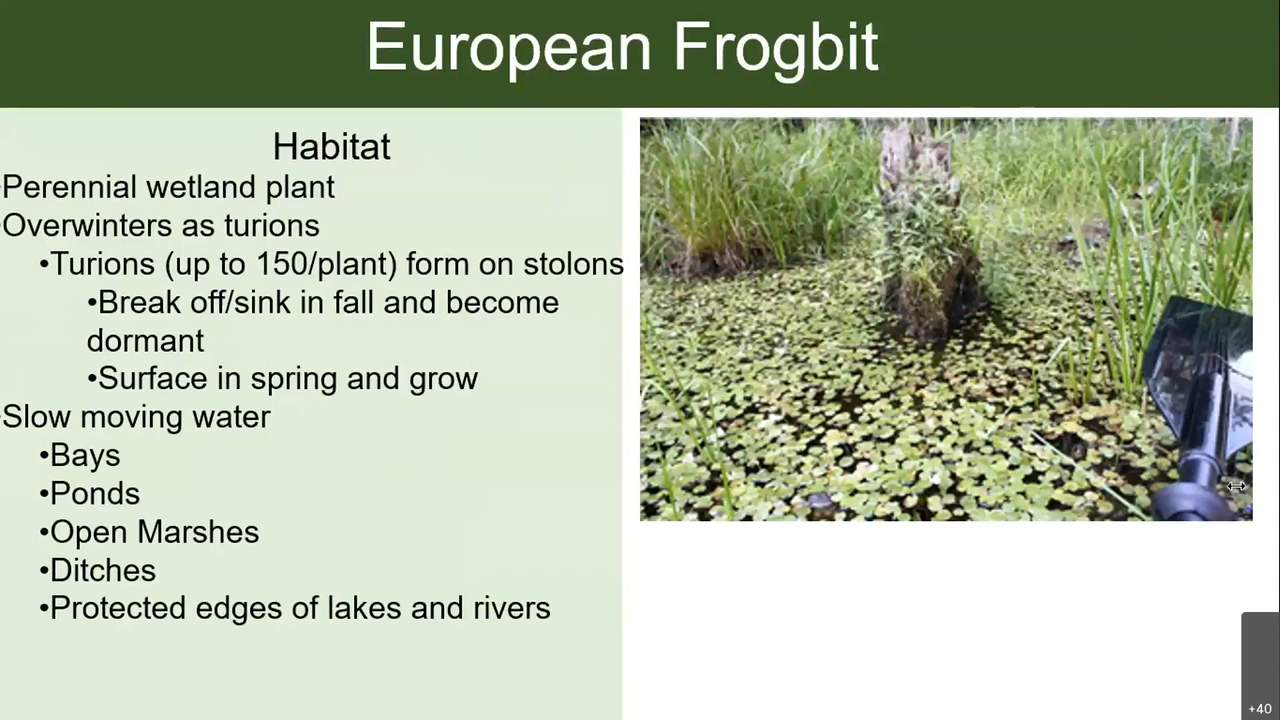 European Frogbit
Habitat
Perennial wetland plant
Overwinters as turions
•Turions (up to 150/plant) form on stolons
•Break off/sink in fall and become
dormant
•Surface in spring and grow
Slow moving water
•Bays
•Ponds
•Open Marshes
•Ditches
•Protected edges of lakes and rivers
+40